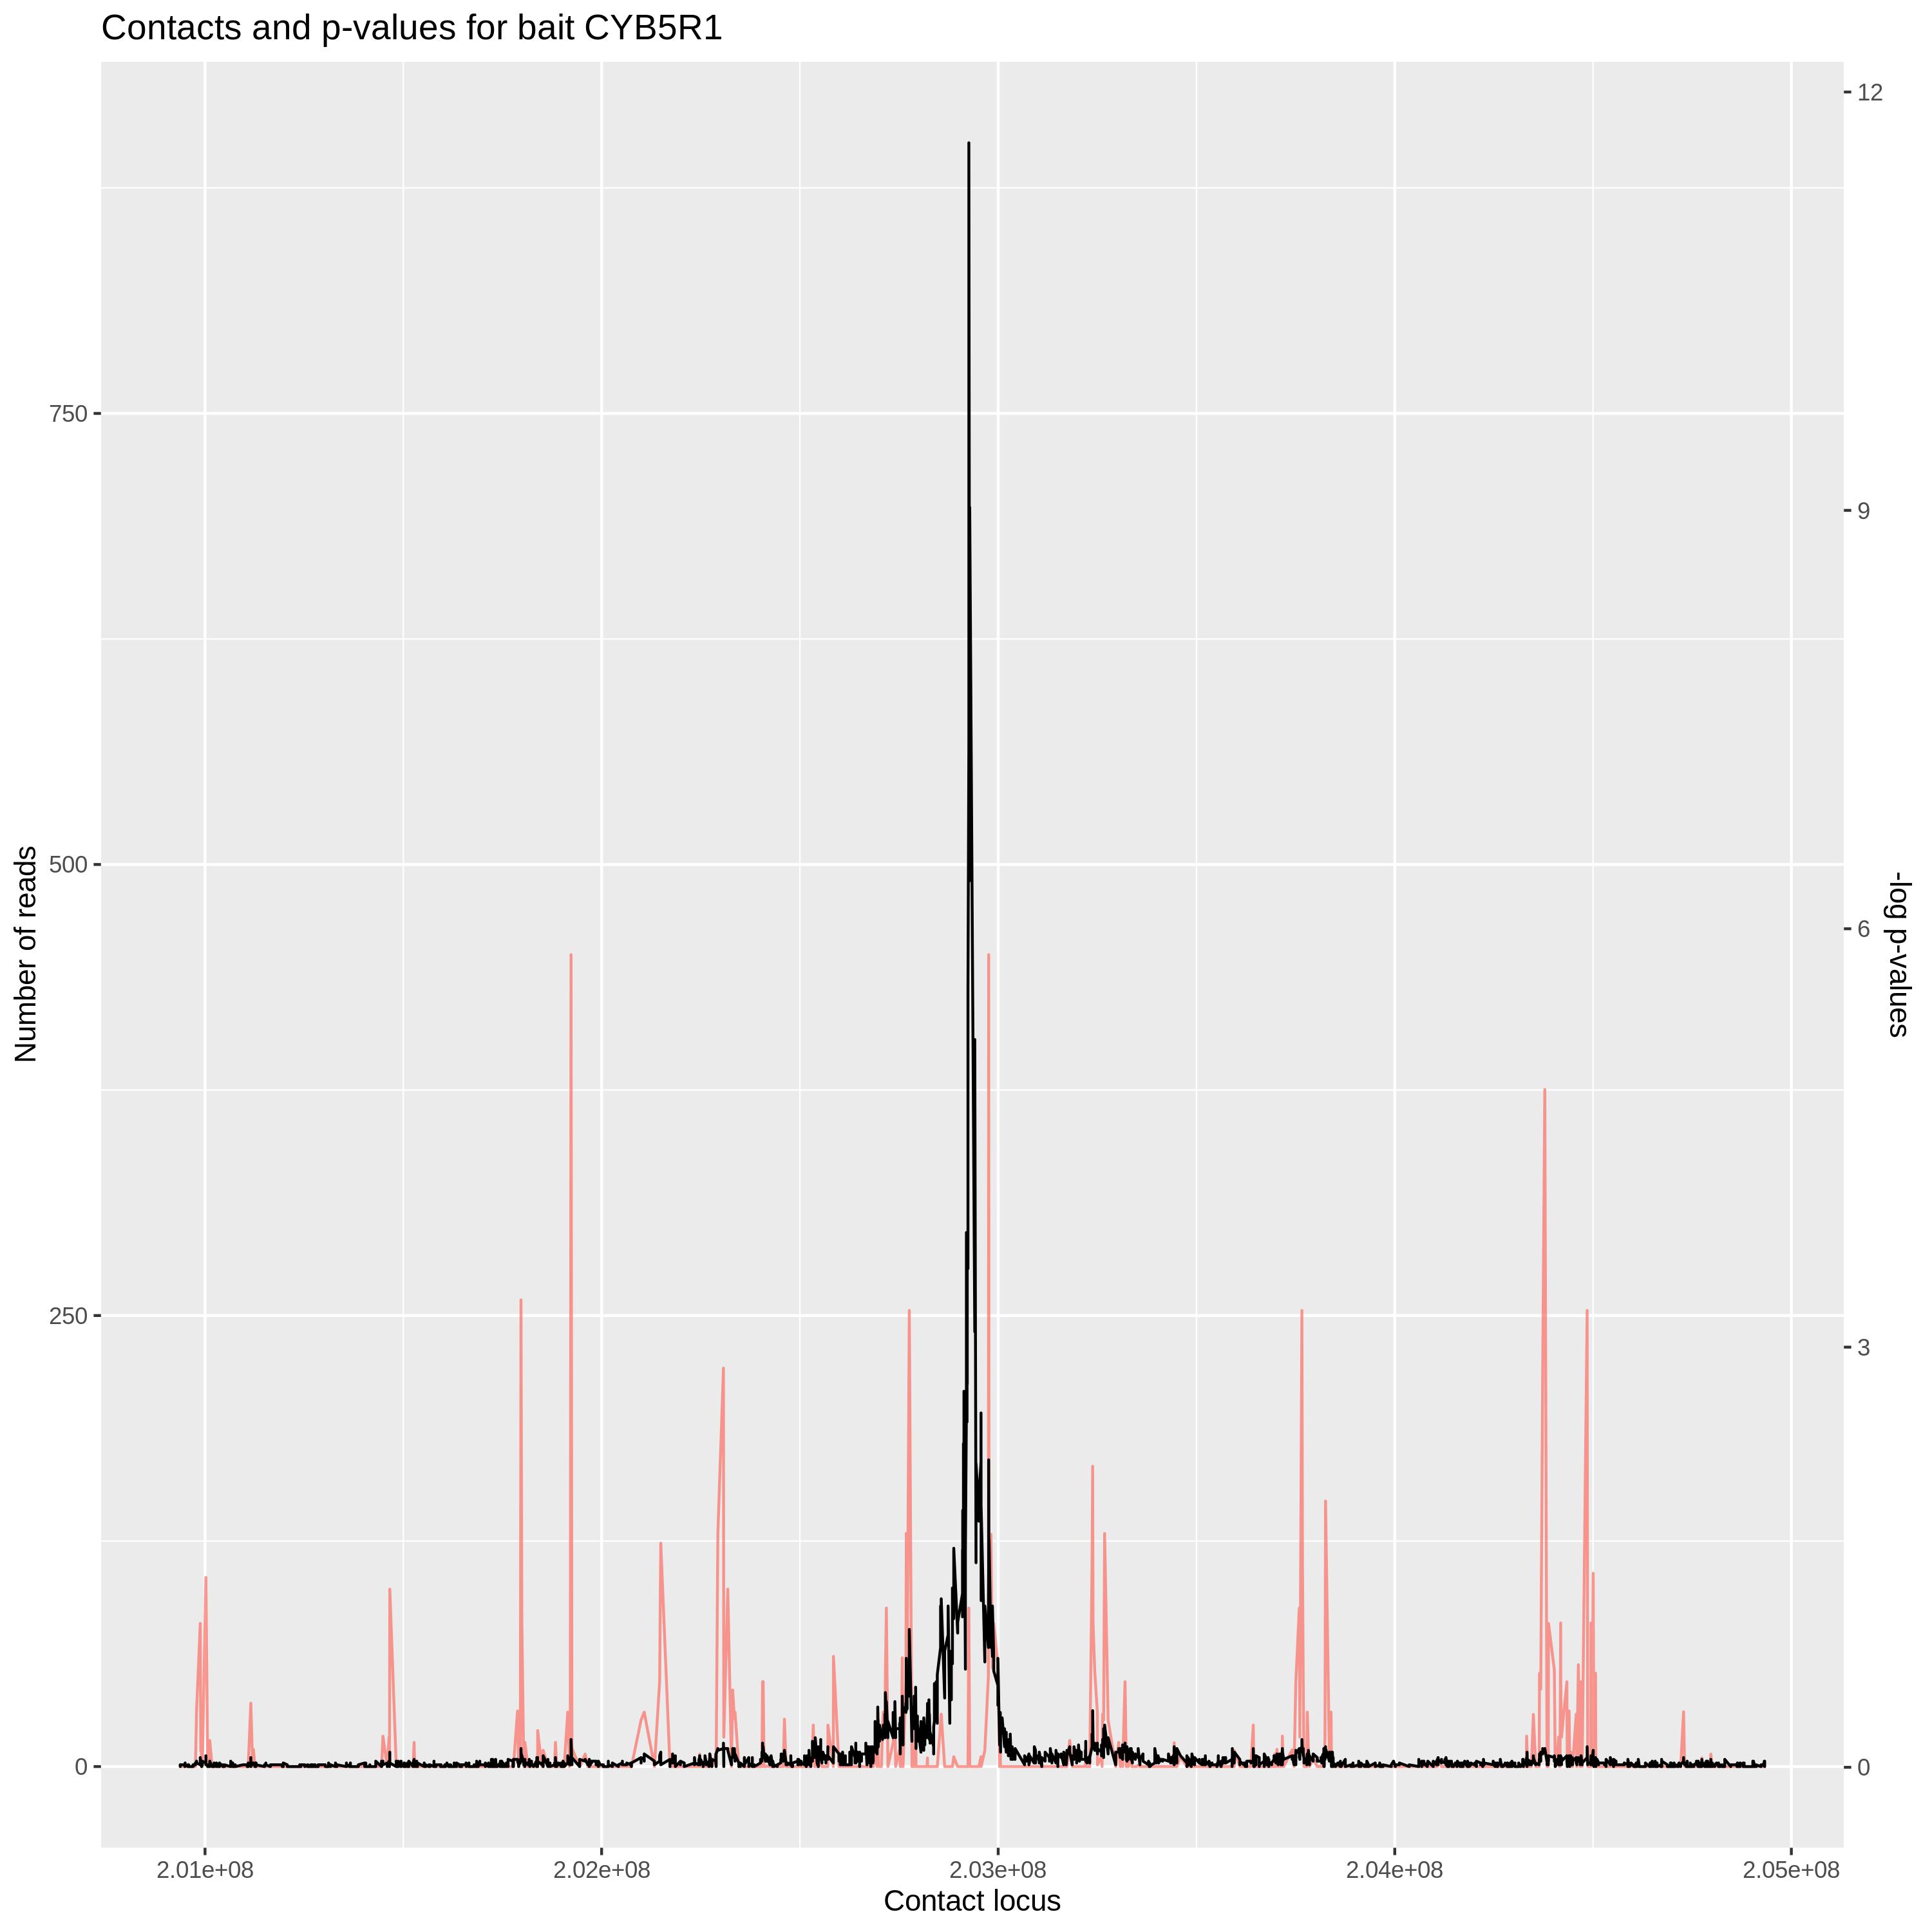 Contacts and p-values for bait CYB5R1
12
9
6
3
0
750
500
250
0
Number of reads
-log p-values
2.01e+08 2.02e+08 2.03e+08 2.04e+08 2.05e+08
Contact locus